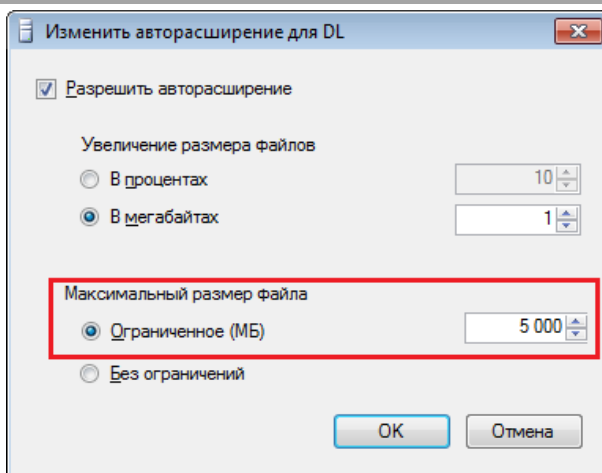 Изменить авторасширение для DL
Разрешить авторасширение
Увеличение размера файлов
В процентах 10
В мегабайтах 1
Максимальный размер файла
Ограниченное (МБ) 5 000
Без ограничений
OK Отмена